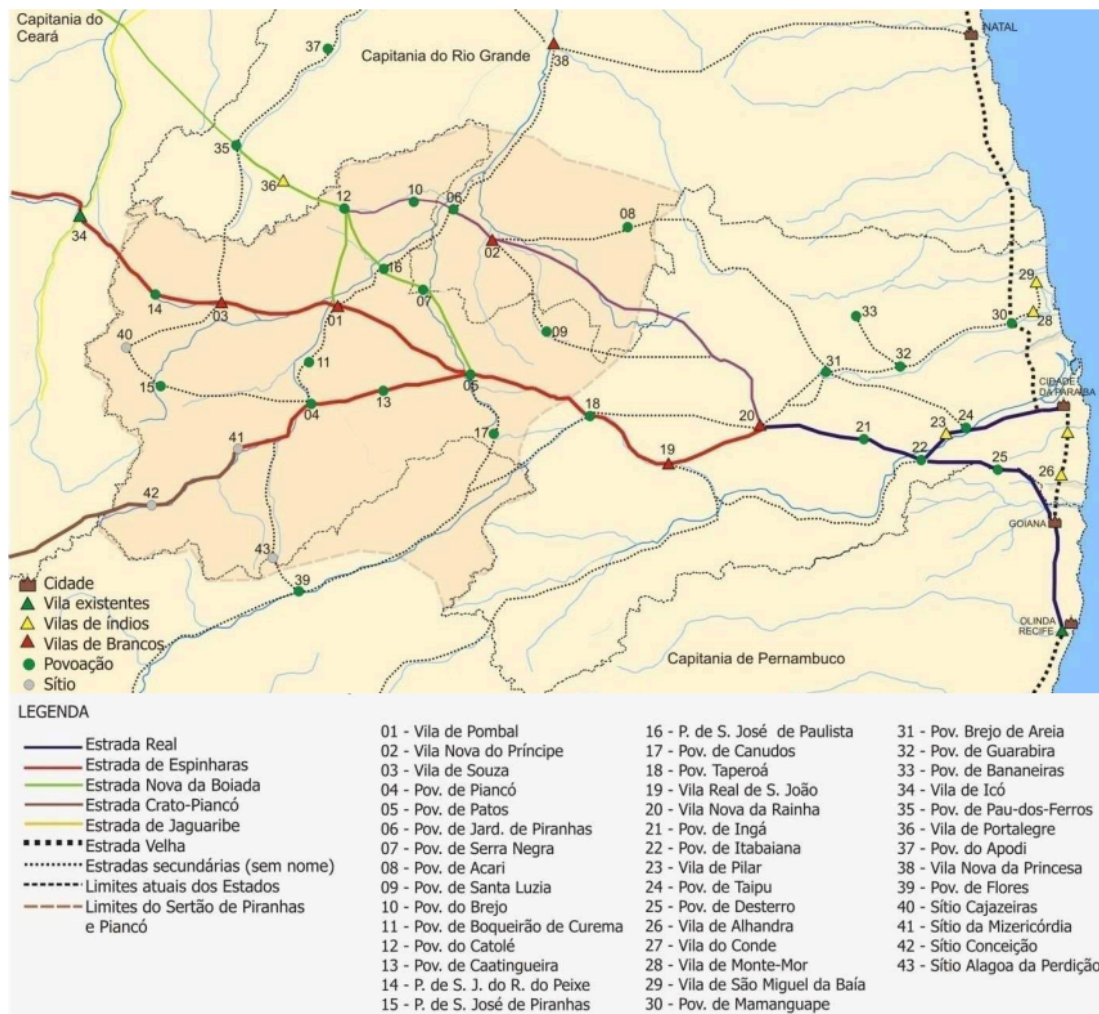 Capitania do
Ceará
37
Capitania do Rio Grande
38
NATAL
35
36
12
10
06
08
02
34
16
07
14
03
01
09
33
29
28
30
40
15
11
05
31
32
CIDADE
DA PARAÍBA
04
13
18
20
23
24
41
17
19
21
22
25
26
42
GOIANA
43
39
OLINDA
RECIFE
Capitania de Pernambuco
Cidade
Vila existentes
Vilas de índios
Vilas de Brancos
Povoação
Sítio
LEGENDA
Estrada Real
Estrada de Espinharas
Estrada Nova da Boiada
Estrada Crato-Piancó
Estrada de Jaguaribe
Estrada Velha
Estradas secundárias (sem nome)
Limites atuais dos Estados
Limites do Sertão de Piranhas
e Piancó
01 - Vila de Pombal
02 - Vila Nova do Príncipe
03 - Vila de Souza
04 - Pov. de Piancó
05 - Pov. de Patos
06 - Pov. de Jard. de Piranhas
07 - Pov. de Serra Negra
08 - Pov. de Acari
09 - Pov. de Santa Luzia
10 - Pov. do Brejo
11 - Pov. de Boqueirão de Curema
12 - Pov. do Catolé
13 - Pov. de Caatingueira
14 - P. de S. J. do R. do Peixe
15 - P. de S. José de Piranhas
16 - P. de S. José de Paulista
17 - Pov. de Canudos
18 - Pov. Taperoá
19 - Vila Real de S. João
20 - Vila Nova da Rainha
21 - Pov. de Ingá
22 - Pov. de Itabaiana
23 - Vila de Pilar
24 - Pov. de Taipu
25 - Pov. de Desterro
26 - Vila de Alhandra
27 - Vila do Conde
28 - Vila de Monte-Mor
29 - Vila de São Miguel da Baía
30 - Pov. de Mamanguape
31 - Pov. Brejo de Areia
32 - Pov. de Guarabira
33 - Pov. de Bananeiras
34 - Vila de Icó
35 - Pov. de Pau-dos-Ferros
36 - Vila de Portalegre
37 - Pov. do Apodi
38 - Vila Nova da Princesa
39 - Pov. de Flores
40 - Sítio Cajazeiras
41 - Sítio da Mizericórdia
42 - Sítio Conceição
43 - Sítio Alagoa da Perdição